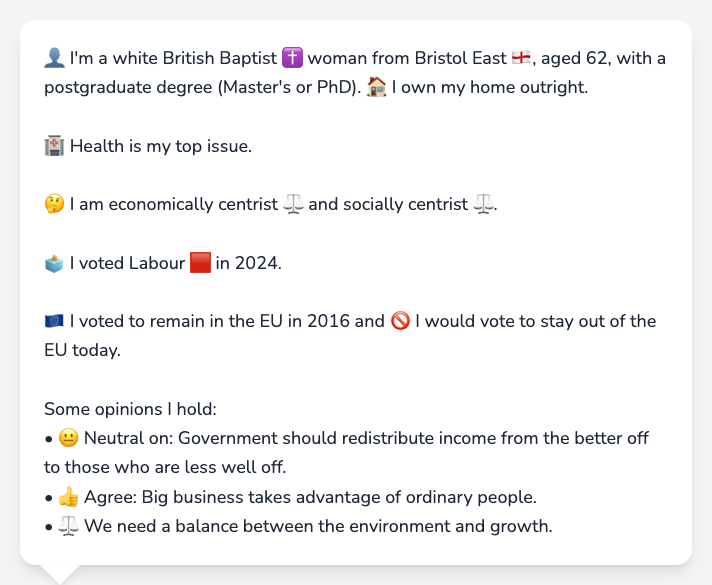 👤 I'm a white British Baptist ✝️ woman from Bristol East 🏴󠁧󠁢󠁥󠁮󠁧󠁿, aged 62, with a
postgraduate degree (Master's or PhD). 🏠 I own my home outright.
🏥 Health is my top issue.
🤔 I am economically centrist ⚖️ and socially centrist ⚖️.
🗳️ I voted Labour 🟥 in 2024.
🇪🇺 I voted to remain in the EU in 2016 and 🚫 I would vote to stay out of the
EU today.
Some opinions I hold:
• 😐 Neutral on: Government should redistribute income from the better off
to those who are less well off.
• 👍 Agree: Big business takes advantage of ordinary people.
• ⚖️ We need a balance between the environment and growth.